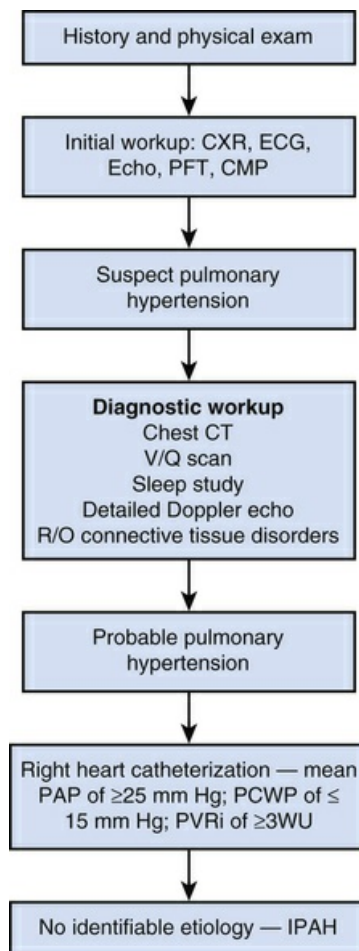 History and physical exam
Initial workup: CXR, ECG,
Echo, PFT, CMP
Suspect pulmonary
hypertension
Diagnostic workup
Chest CT
V/Q scan
Sleep study
Detailed Doppler echo
R/O connective tissue disorders
Probable pulmonary
hypertension
Right heart catheterization — mean
PAP of ≥25 mm Hg; PCWP of ≤
15 mm Hg; PVRi of ≥3WU
No identifiable etiology — IPAH